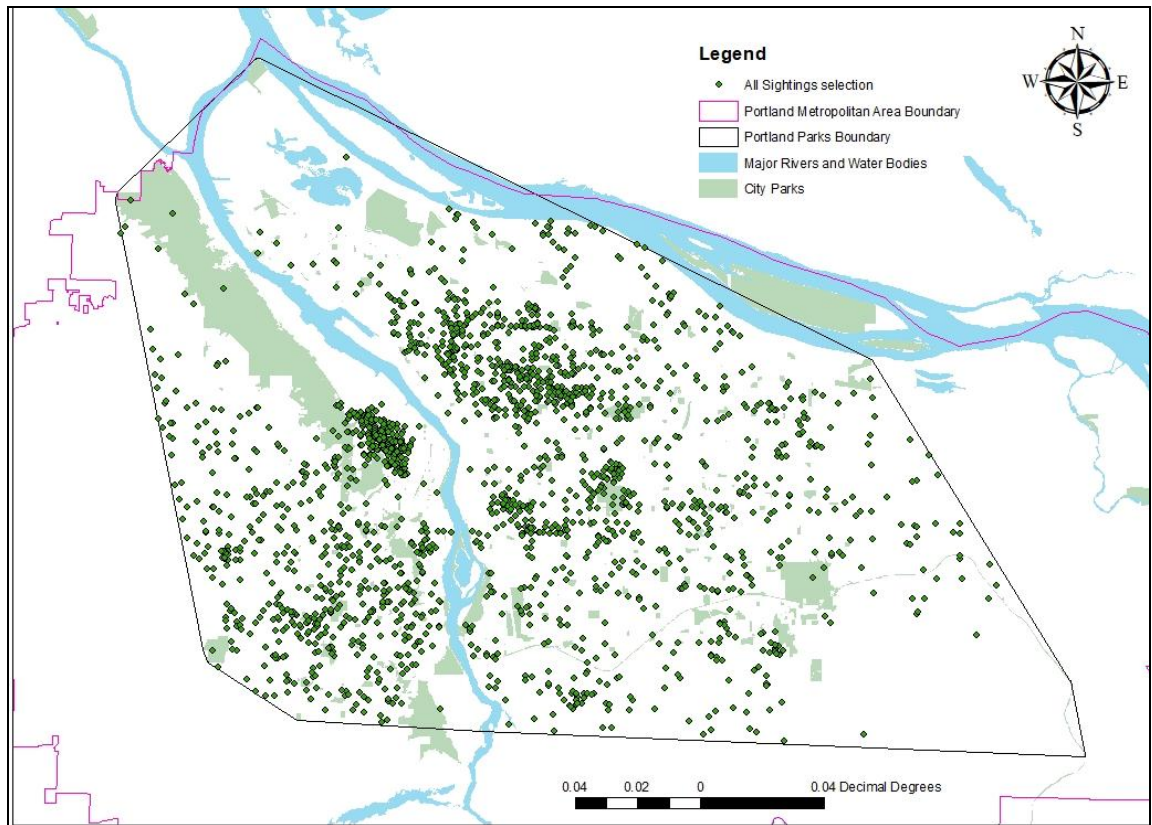 Legend
All Sightings selection
Portland Metropolitan Area Boundary
Portland Parks Boundary
Major Rivers and Water Bodies
City Parks
N
W E
S
0.04 0.02 0 0.04 Decimal Degrees